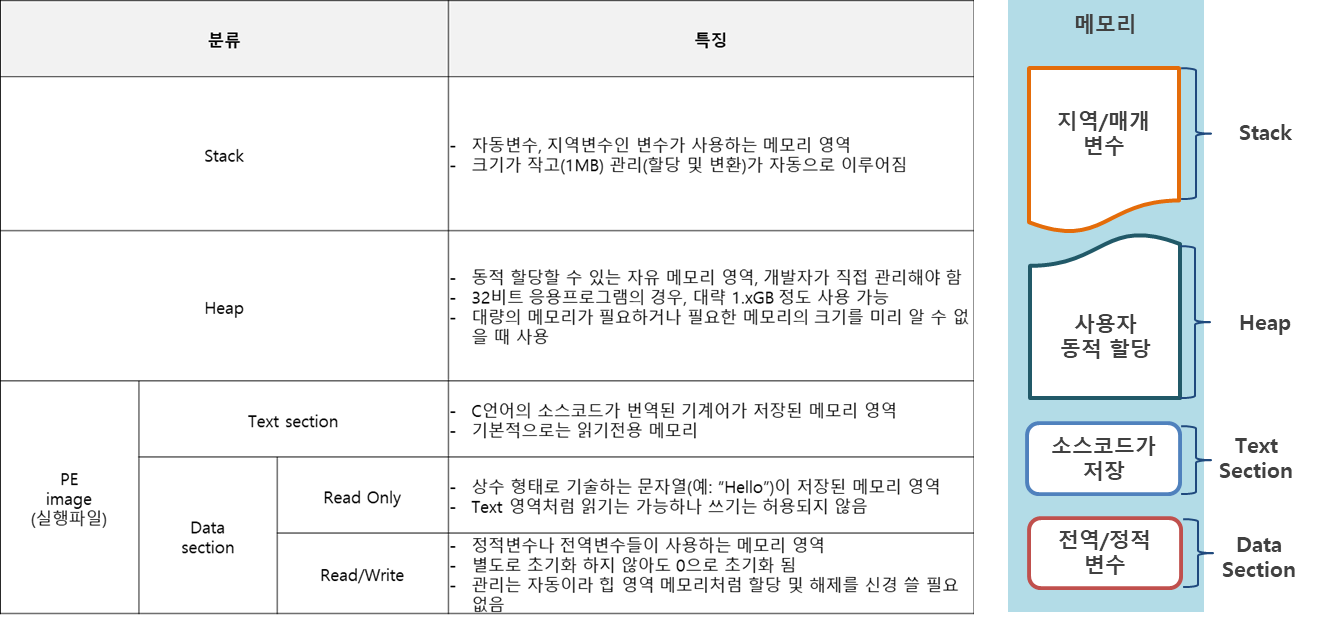 분류
특징
Stack
- 자동변수, 지역변수인 변수가 사용하는 메모리 영역
- 크기가 작고(1MB) 관리(할당 및 변환)가 자동으로 이루어짐
Heap
- 동적 할당할 수 있는 자유 메모리 영역, 개발자가 직접 관리해야 함
- 32비트 응용프로그램의 경우, 대략 1.xGB 정도 사용 가능
- 대량의 메모리가 필요하거나 필요한 메모리의 크기를 미리 알 수 없
을 때 사용
PE
image
(실행파일)
Text section
- C언어의 소스코드가 번역된 기계어가 저장된 메모리 영역
- 기본적으로는 읽기전용 메모리
Data
section
Read Only
- 상수 형태로 기술하는 문자열(예: “Hello”)이 저장된 메모리 영역
- Text 영역처럼 읽기는 가능하나 쓰기는 허용되지 않음
Read/Write
- 정적변수나 전역변수들이 사용하는 메모리 영역
- 별도로 초기화 하지 않아도 0으로 초기화 됨
- 관리는 자동이라 힙 영역 메모리처럼 할당 및 해제를 신경 쓸 필요
없음
메모리
지역/매개
변수
Stack
사용자
동적 할당
Heap
소스코드가
저장
Text
Section
전역/정적
변수
Data
Section